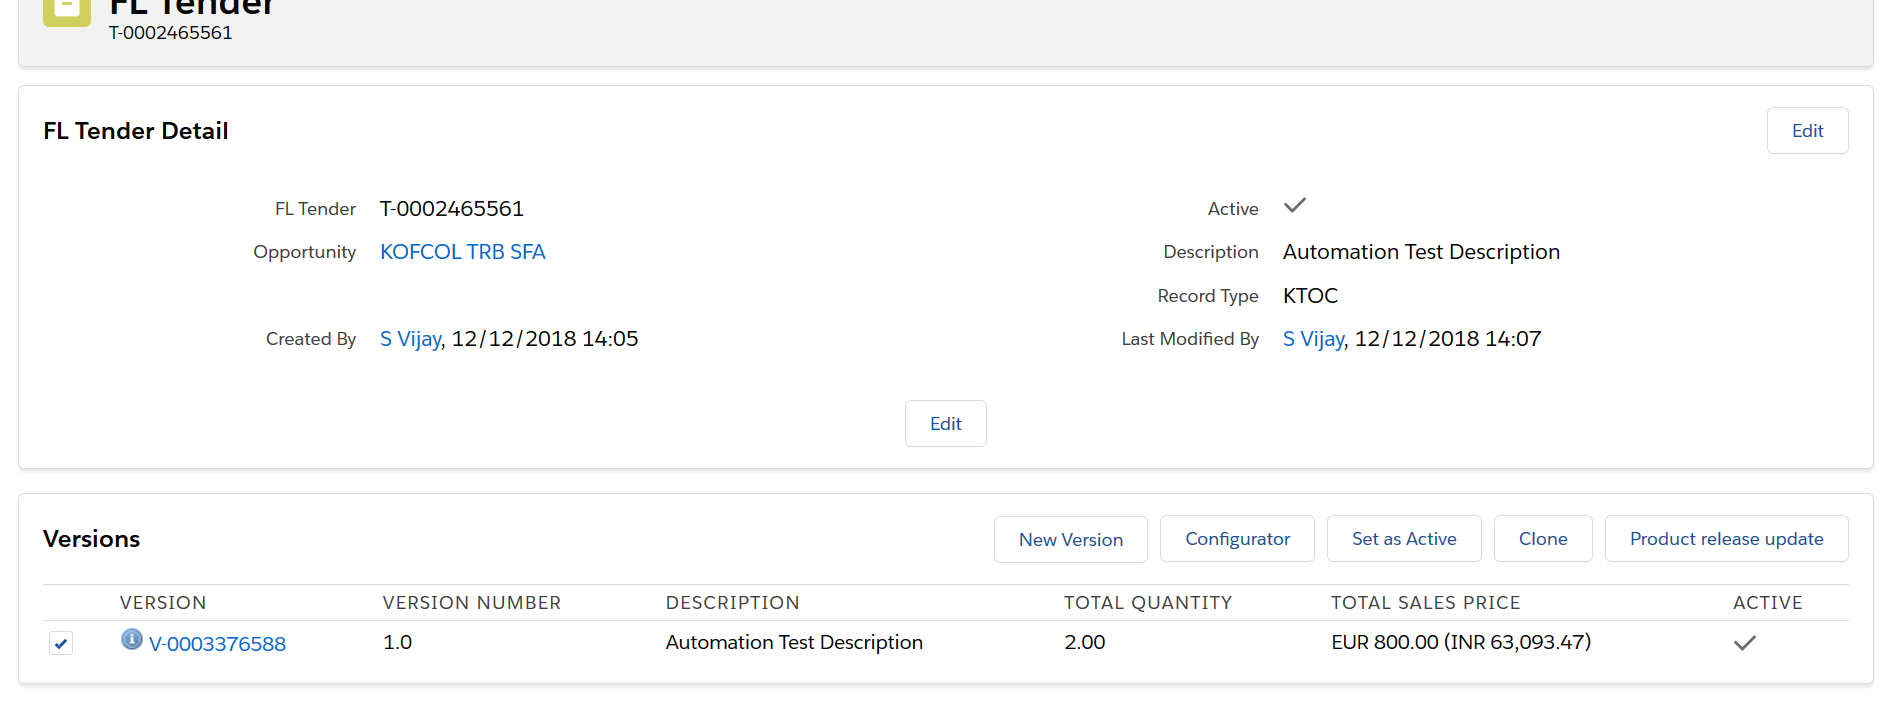 FL Tender
T-0002465561
FL Tender Detail
Edit
FL Tender T-0002465561
Active
Opportunity KOFCOL TRB SFA
Description Automation Test Description
Record Type KTOC
Created By S Vijay, 12/12/2018 14:05
Last Modified By S Vijay, 12/12/2018 14:07
Edit
Versions
New Version Configurator Set as Active Clone Product release update
VERSION VERSION NUMBER DESCRIPTION TOTAL QUANTITY TOTAL SALES PRICE ACTIVE
V-0003376588 1.0 Automation Test Description 2.00 EUR 800.00 (INR 63,093.47)